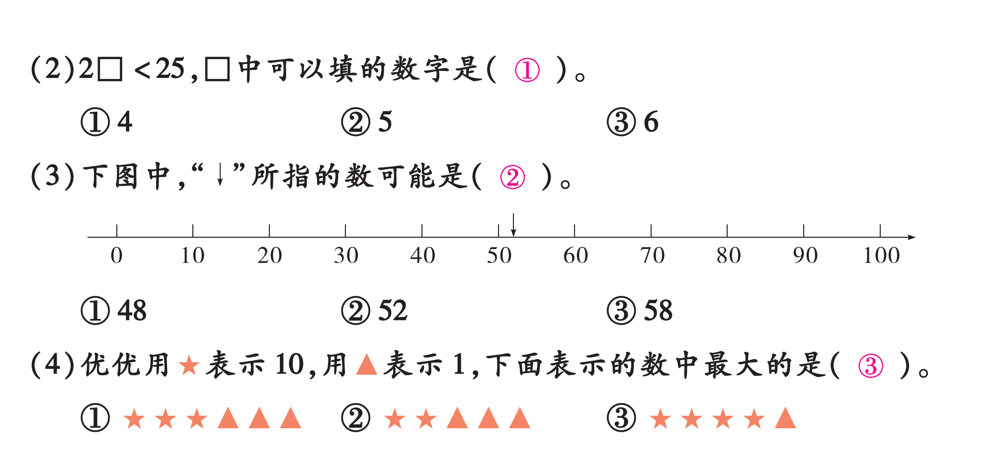 (2)2□<25,□中可以填的数字是( ① )。
①4 ②5 ③6
(3)下图中,“↓”所指的数可能是( ② )。
0 10 20 30 40 50 60 70 80 90 100
①48 ②52 ③58
(4)优优用★表示10,用▲表示1,下面表示的数中最大的是( ③ )。
①★★★▲▲▲ ②★★▲▲▲ ③★★★★▲